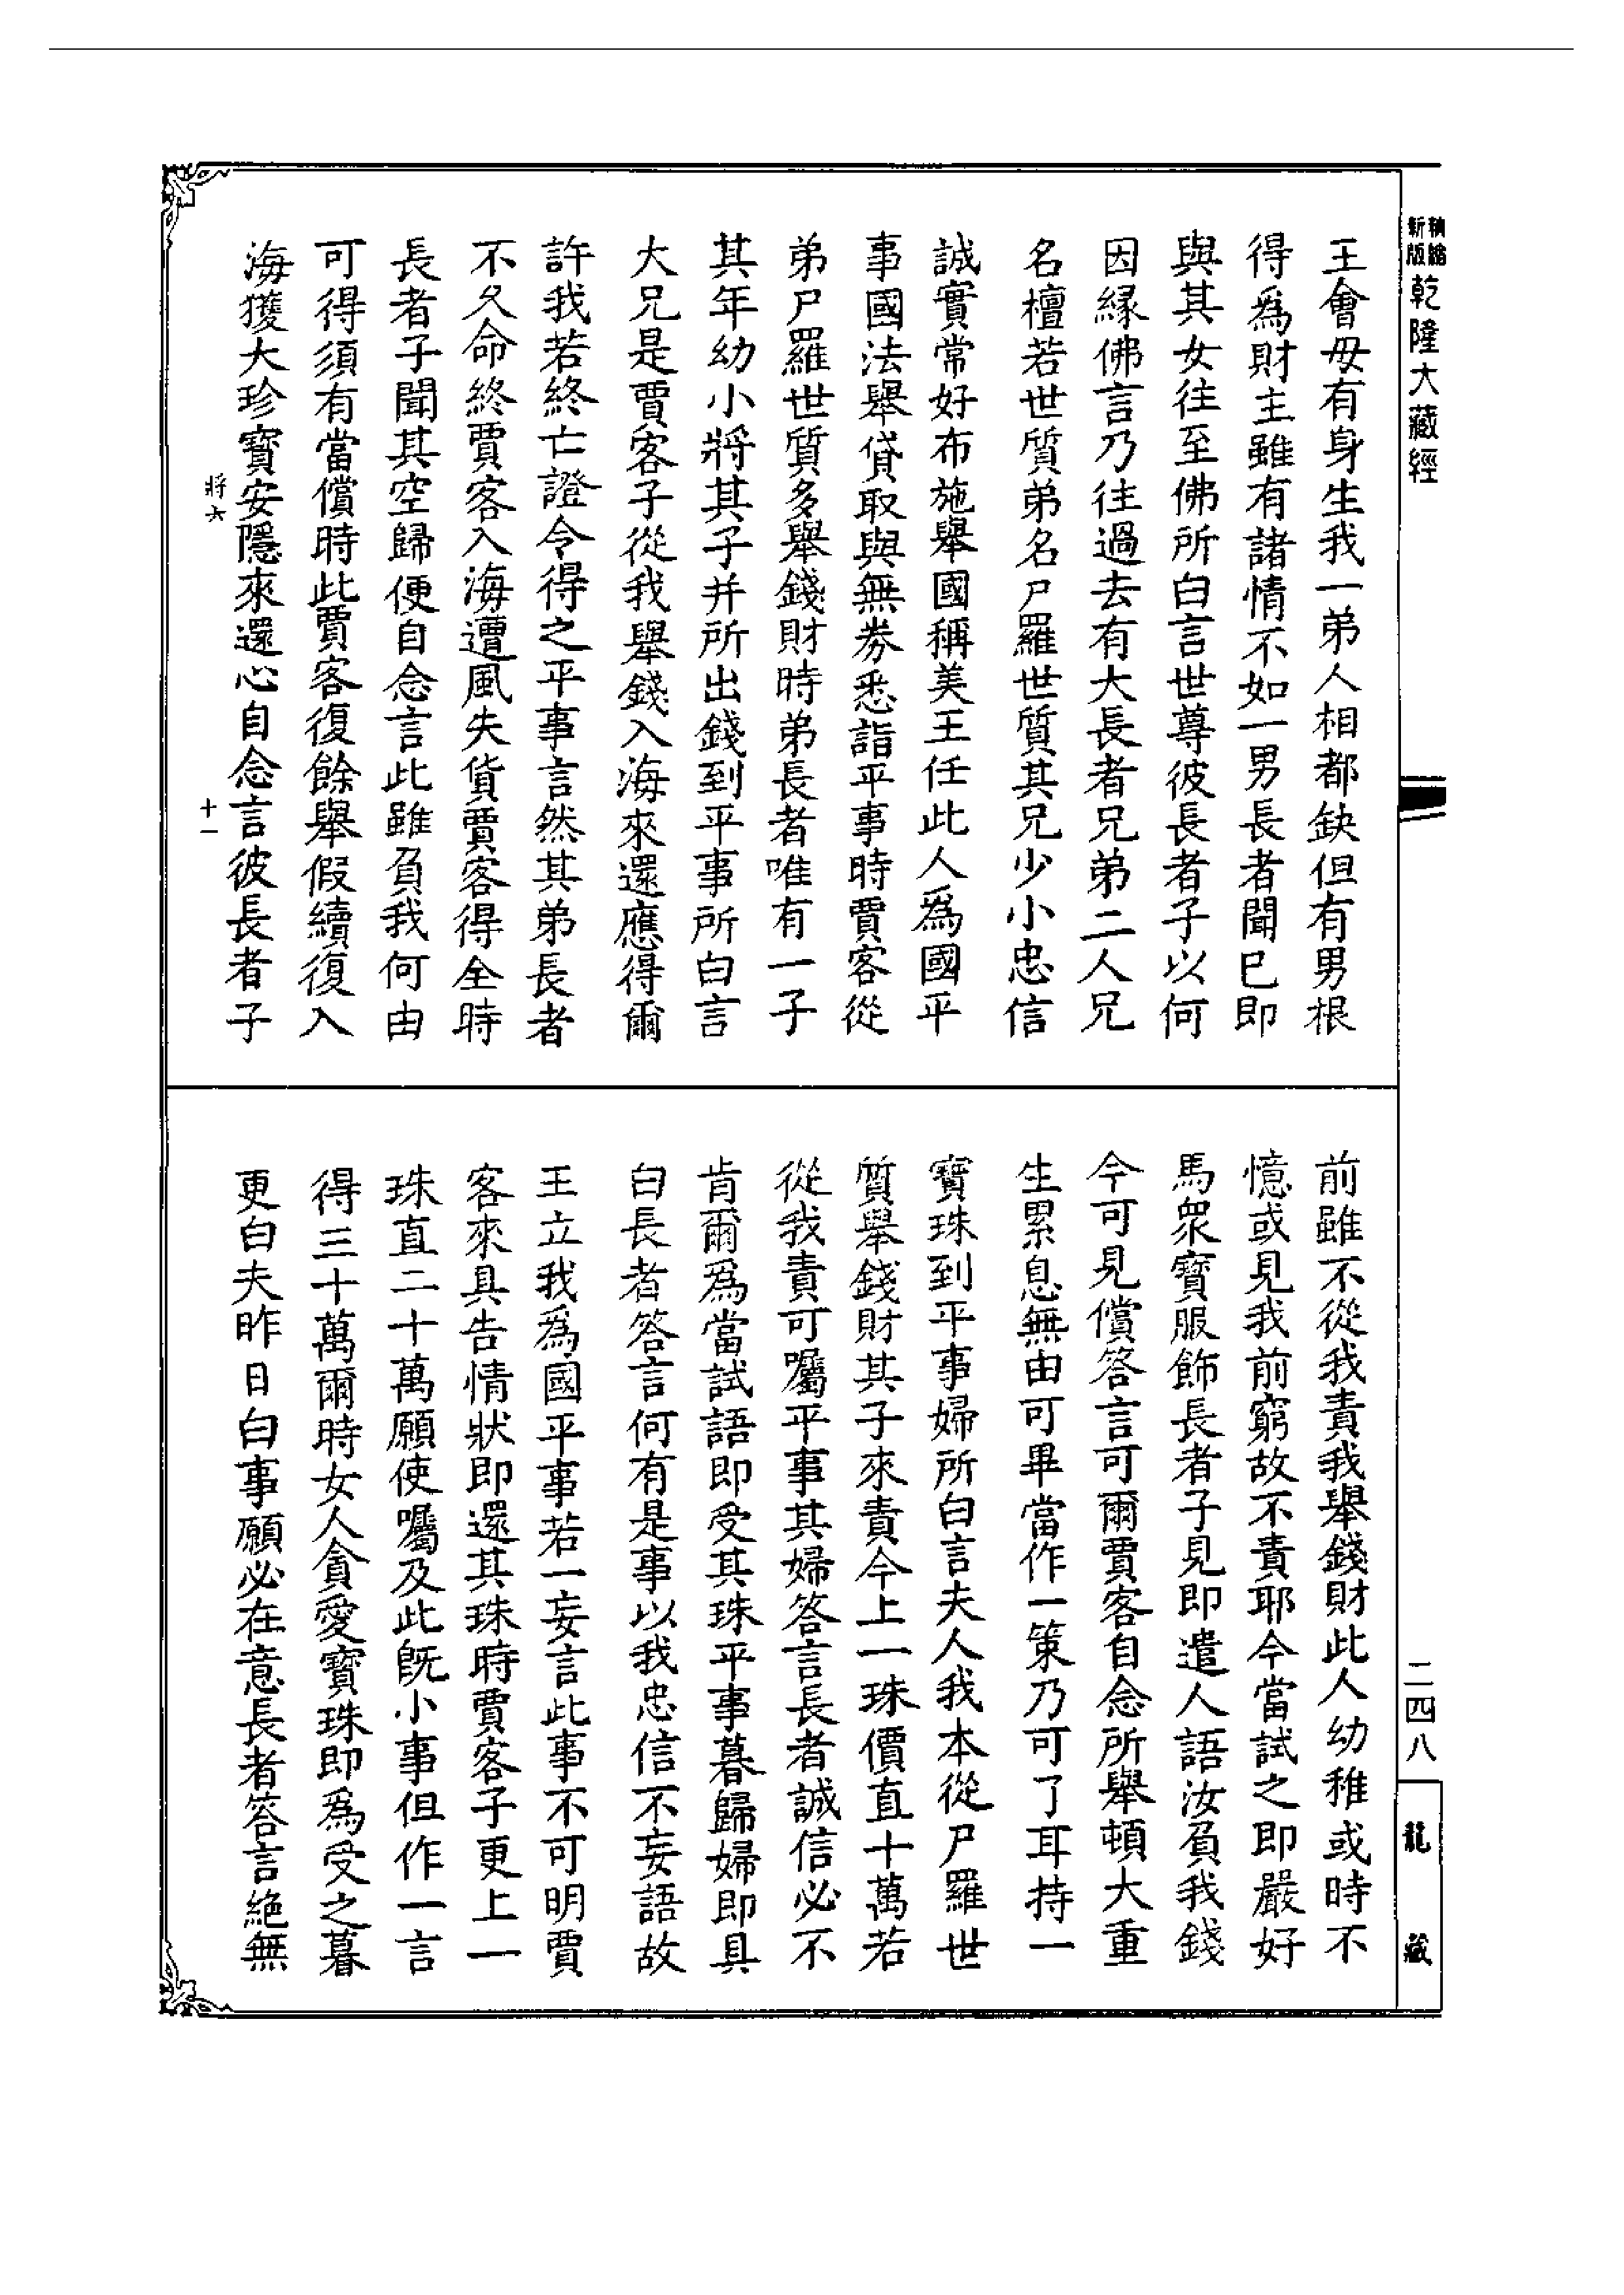 新版
乾隆大藏經
王會母有身生我一弟人相都缺但有男根
得爲財主雖有諸情不如一男長者聞已即
與其女往至佛所白言世尊彼長者子以何
因緣佛言乃往過去有大長者兄弟二人兄
名檀若世質弟名尸羅世質其兄少小忠信
誠實常好布施舉國稱美王任此人爲國平
事國法舉貸取與無券悉詣平事時賈客從
弟尸羅世質多舉錢財時弟長者唯有一子
其年幼小將其子并所出錢到平事所白言
大兄是賈客子從我舉錢入海來還應得爾
許我若終亡證令得之平事言然其弟長者
不久命終賈客入海遭風失貨賈客得全時
長者子聞其空歸便自念言此雖負我何由
可得須有當償時此賈客復餘舉假續復入
海獲大珍寶安隱來還心自念言彼長者子
將六
十一
前雖不從我責我舉錢財此人幼稚或時不
憶或見我前窮故不責耶今當試之即嚴好
馬衆寶服飾長者子見即遣人語汝負我錢
今可見償答言可爾賈客自念所舉頓大重
生累息無由可畢當作一策乃可了耳持一
寶珠到平事婦所白言夫人我本從尸羅世
質舉錢財其子來責今上一珠價直十萬若
從我責可囑平事其婦答言長者誠信必不
肯爾爲當試語即受其珠平事暮歸婦即具
白長者答言何有是事以我忠信不妄語故
王立我爲國平事若一妄言此事不可明賈
客來具告情狀即還其珠時賈客子更上一
珠直二十萬願使囑及此既小事但作一言
得三十萬爾時女人貪愛寶珠即爲受之暮
更白夫昨日白事願必在意長者答言絕無
二四八
龍藏